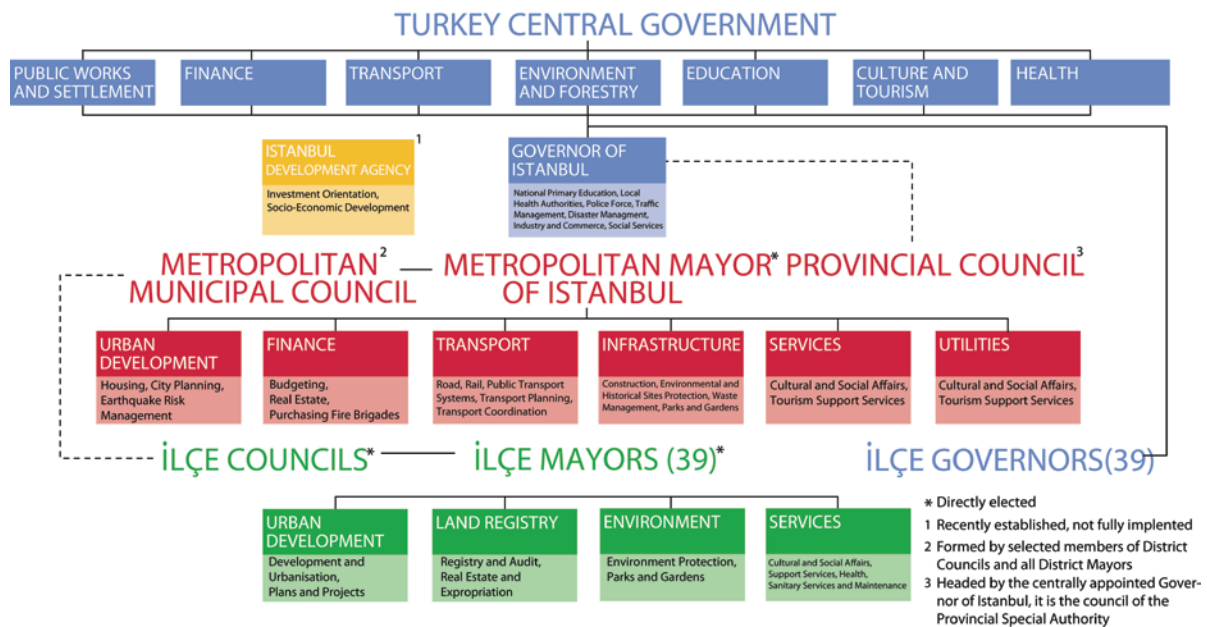 TURKEY CENTRAL GOVERNMENT
PUBLIC WORKS
AND SETTLEMENT
FINANCE
TRANSPORT
ENVIRONMENT
AND FORESTRY
EDUCATION
CULTURE AND
TOURISM
HEALTH
ISTANBUL
DEVELOPMENT AGENCY
1
Investment Orientation,
Socio-Economic Development
GOVERNOR OF
ISTANBUL
National Primary Education, Local
Health Authorities, Police Force, Traffic
Management, Disaster Managment,
Industry and Commerce, Social Services
METROPOLITAN 2
MUNICIPAL COUNCIL
METROPOLITAN MAYOR*
OF ISTANBUL
PROVINCIAL COUNCIL 3
URBAN
DEVELOPMENT
Housing, City Planning,
Earthquake Risk
Management
FINANCE
Budgeting,
Real Estate,
Purchasing Fire Brigades
TRANSPORT
Road, Rail, Public Transport
Systems, Transport Planning,
Transport Coordination
INFRASTRUCTURE
Construction, Environmental and
Historical Sites Protection, Waste
Management, Parks and Gardens
SERVICES
Cultural and Social Affairs,
Tourism Support Services
UTILITIES
Cultural and Social Affairs,
Tourism Support Services
İLÇE COUNCILS*
İLÇE MAYORS (39)*
İLÇE GOVERNORS(39)
URBAN
DEVELOPMENT
Development and
Urbanisation,
Plans and Projects
LAND REGISTRY
Registry and Audit,
Real Estate and
Expropriation
ENVIRONMENT
Environment Protection,
Parks and Gardens
SERVICES
Cultural and Social Affairs,
Support Services, Health,
Sanitary Services and Maintenance
* Directly elected
1 Recently established, not fully implented
2 Formed by selected members of District
Councils and all District Mayors
3 Headed by the centrally appointed Gover-
nor of Istanbul, it is the council of the
Provincial Special Authority